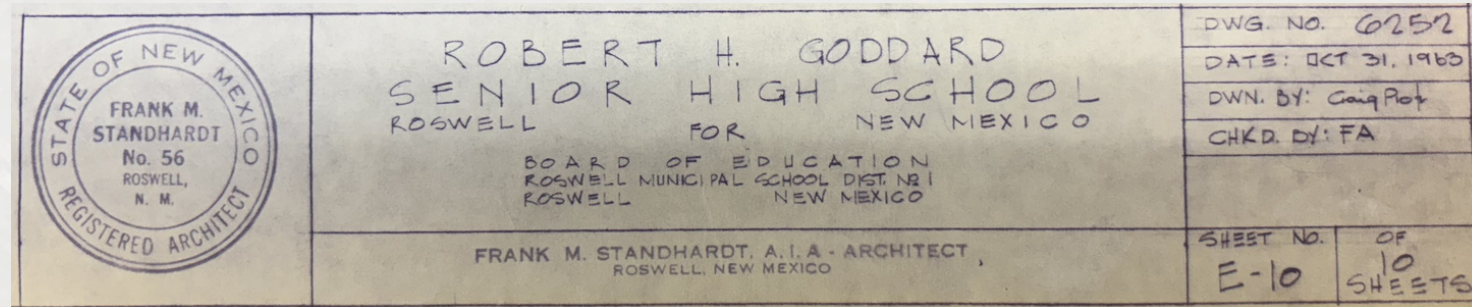 STATE OF NEW MEXICO
FRANK M.
STANDHARDT
No. 56
ROSWELL,
N. M.
REGISTERED ARCHITECT
ROBERT H. GODDARD
SENIOR HIGH SCHOOL
ROSWELL FOR NEW MEXICO
BOARD OF EDUCATION
ROSWELL MUNICIPAL SCHOOL DIST. Nº 1
ROSWELL NEW MEXICO
FRANK M. STANDHARDT, A.I.A - ARCHITECT
ROSWELL, NEW MEXICO
DWG. NO. 6252
DATE: OCT 31, 1963
DWN. BY: Craig
CHKD. BY: FA
SHEET NO.
E-10
OF
10
SHEETS